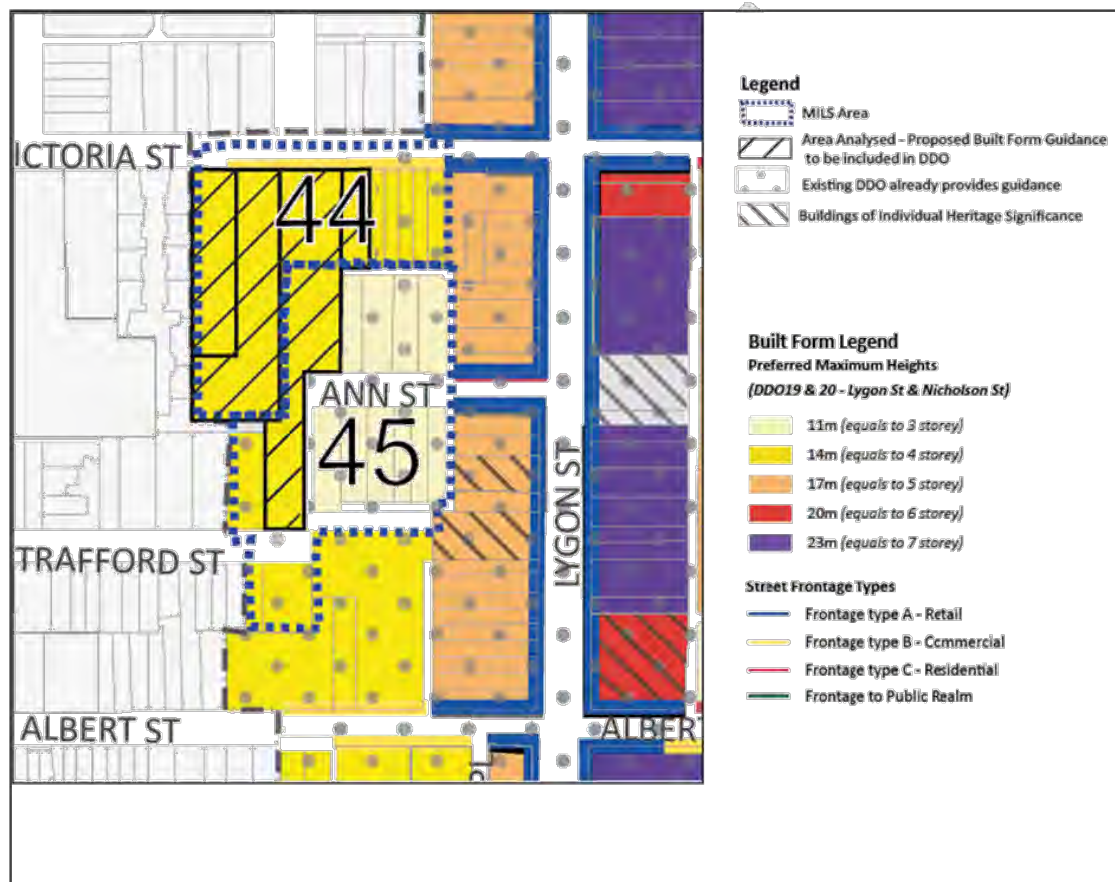 ICTORIA ST
44
ANN ST
45
LYGON ST
TRAFFORD ST
ALBERT ST
ALBERT
PL
Legend
MILS Area
Area Analysed - Proposed Built Form Guidance
to be included in DDO
Existing DDO already provides guidance
Buildings of Individual Heritage Significance
Built Form Legend
Preferred Maximum Heights
(DDO19 & 20 - Lygon St & Nicholson St)
11m (equals to 3 storey)
14m (equals to 4 storey)
17m (equals to 5 storey)
20m (equals to 6 storey)
23m (equals to 7 storey)
Street Frontage Types
Frontage type A - Retail
Frontage type B - Commercial
Frontage type C - Residential
Frontage to Public Realm